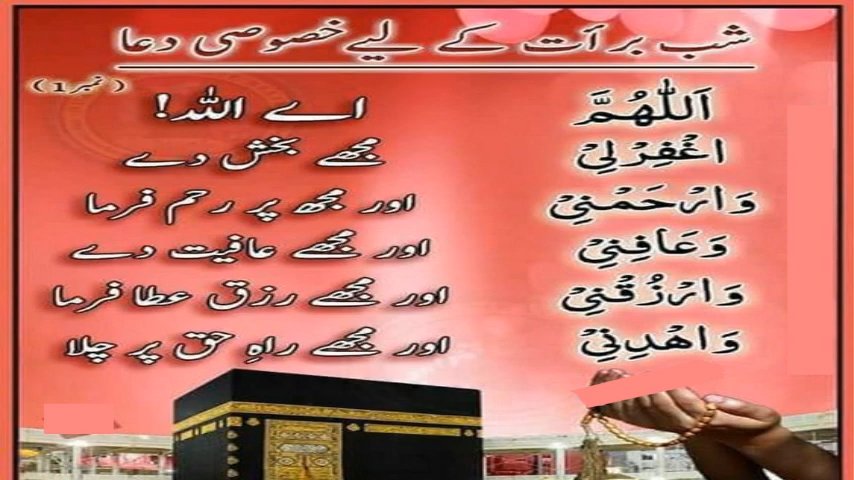 شب برآت کے لیے خصوصی دعا
(نمبر1)
اَللّٰهُمَّ اے اللہ!
اغْفِرْلِیْ مجھے بخش دے
وَارْحَمْنِیْ اور مجھ پر رحم فرما
وَعَافِنِیْ اور مجھے عافیت دے
وَارْزُقْنِیْ اور مجھے رزق عطا فرما
وَاهْدِنِیْ اور مجھے راہِ حق پر چلا